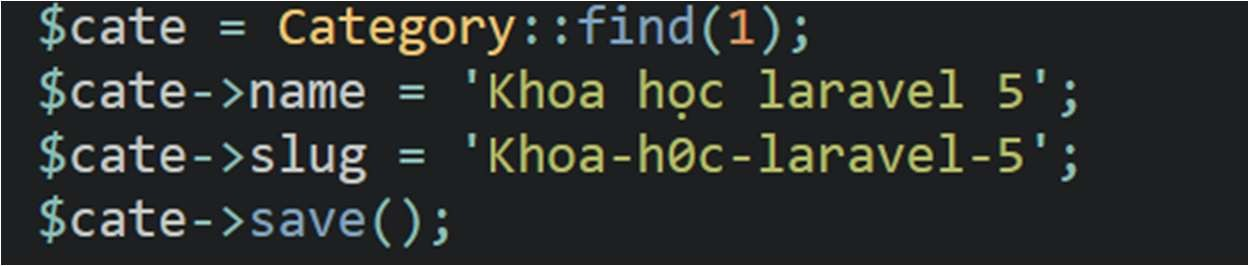 $cate = Category::find(1);
$cate->name = 'Khoa học laravel 5';
$cate->slug = 'Khoa-h0c-laravel-5';
$cate->save();